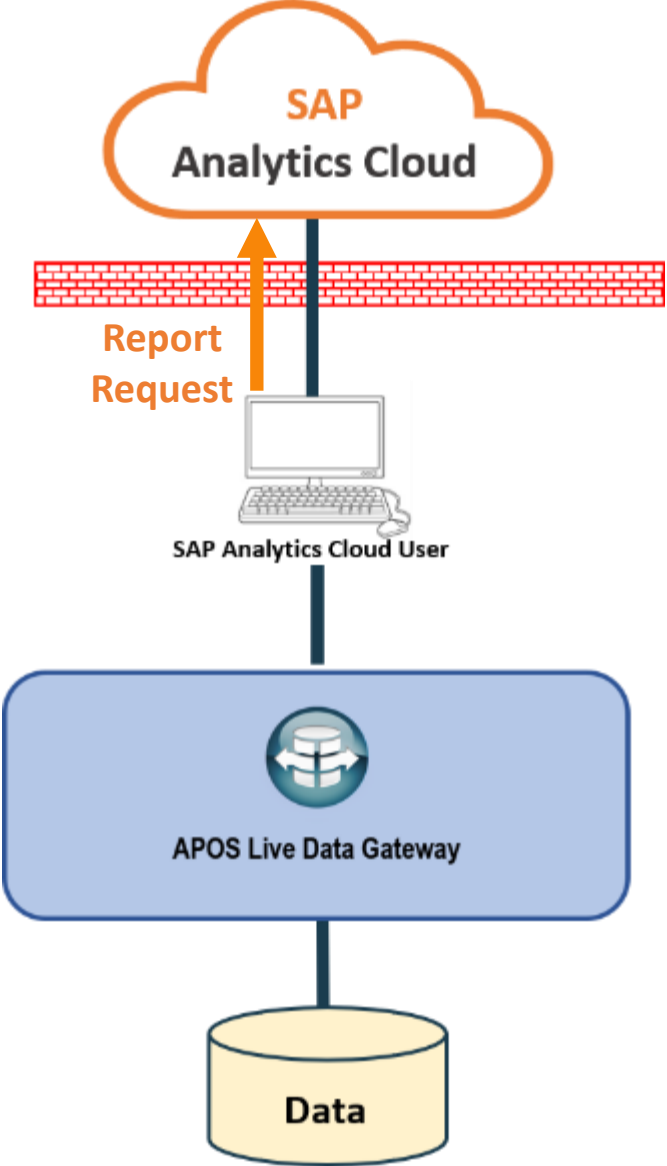 SAP
Analytics Cloud
Report
Request
SAP Analytics Cloud User
APOS Live Data Gateway
Data